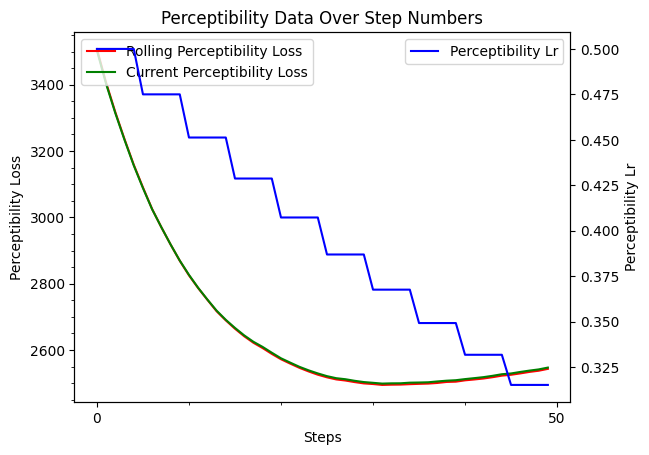 Perceptibility Data Over Step Numbers
Rolling Perceptibility Loss
Current Perceptibility Loss
Perceptibility Lr
3400
3200
3000
2800
2600
Perceptibility Loss
0.500
0.475
0.450
0.425
0.400
0.375
0.350
0.325
Perceptibility Lr
0
50
Steps